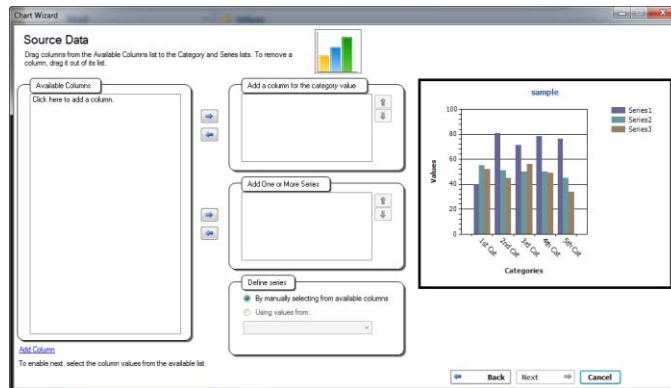 Chart Wizard
Source Data
Drag columns from the Available Columns list to the Category and Series lists. To remove a
column, drag it out of its list.
Available Columns
Click here to add a column.
Add a column for the category value
Add One or More Series
Define series
By manually selecting from available columns
Using values from:
Add Column
To enable next, select the column values from the available list
sample
100
80
60
40
20
0
Values
1st Cat
2nd Cat
3rd Cat
4th Cat
5th Cat
Categories
Series1
Series2
Series3
Back
Next
Cancel